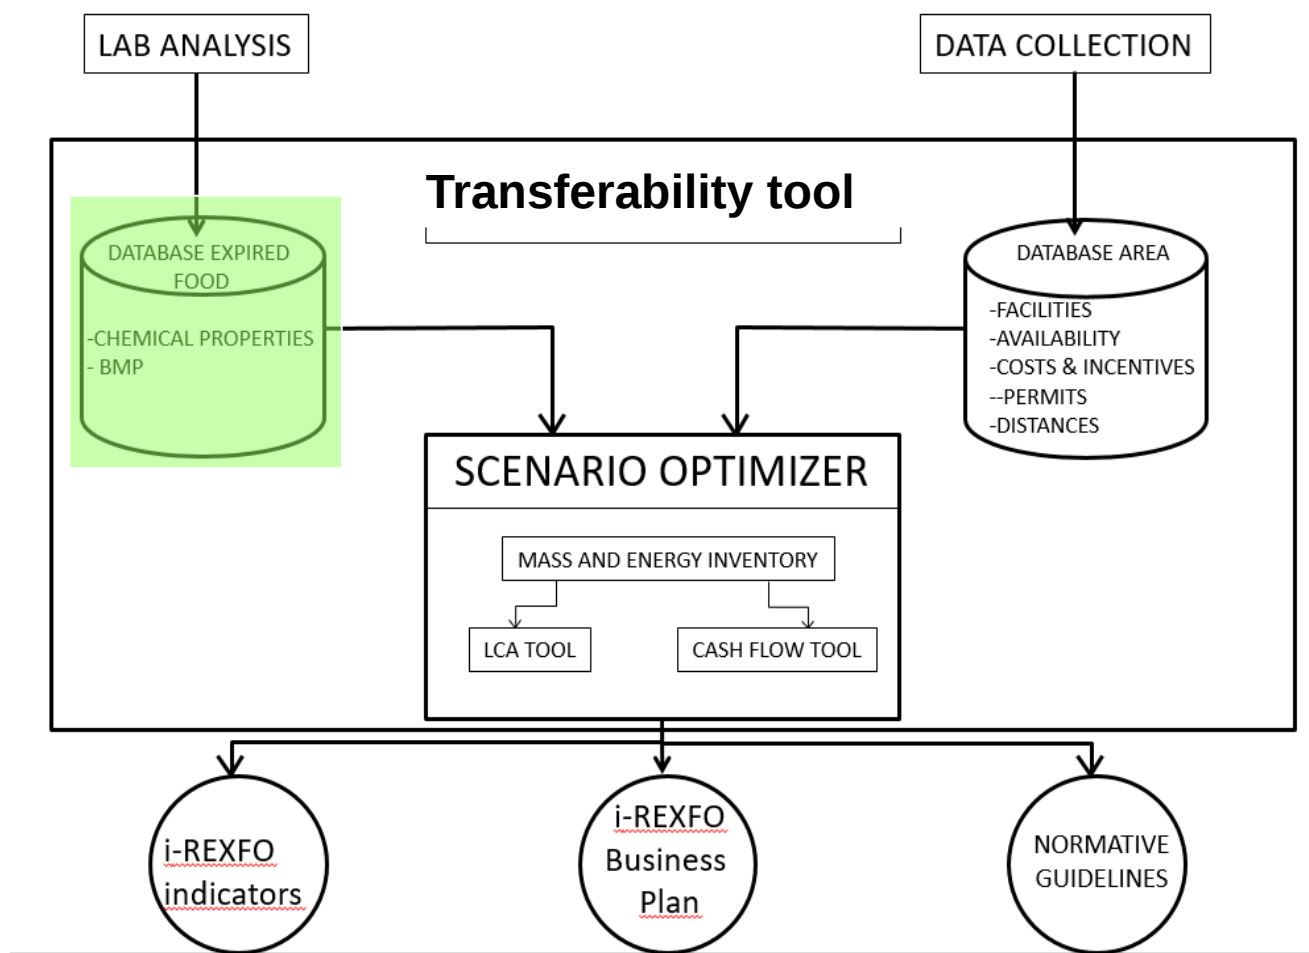 LAB ANALYSIS
DATA COLLECTION
Transferability tool
DATABASE EXPIRED
FOOD
-CHEMICAL PROPERTIES
- BMP
DATABASE AREA
-FACILITIES
-AVAILABILITY
-COSTS & INCENTIVES
--PERMITS
-DISTANCES
SCENARIO OPTIMIZER
MASS AND ENERGY INVENTORY
LCA TOOL
CASH FLOW TOOL
i-REXFO
indicators
i-REXFO
Business
Plan
NORMATIVE
GUIDELINES